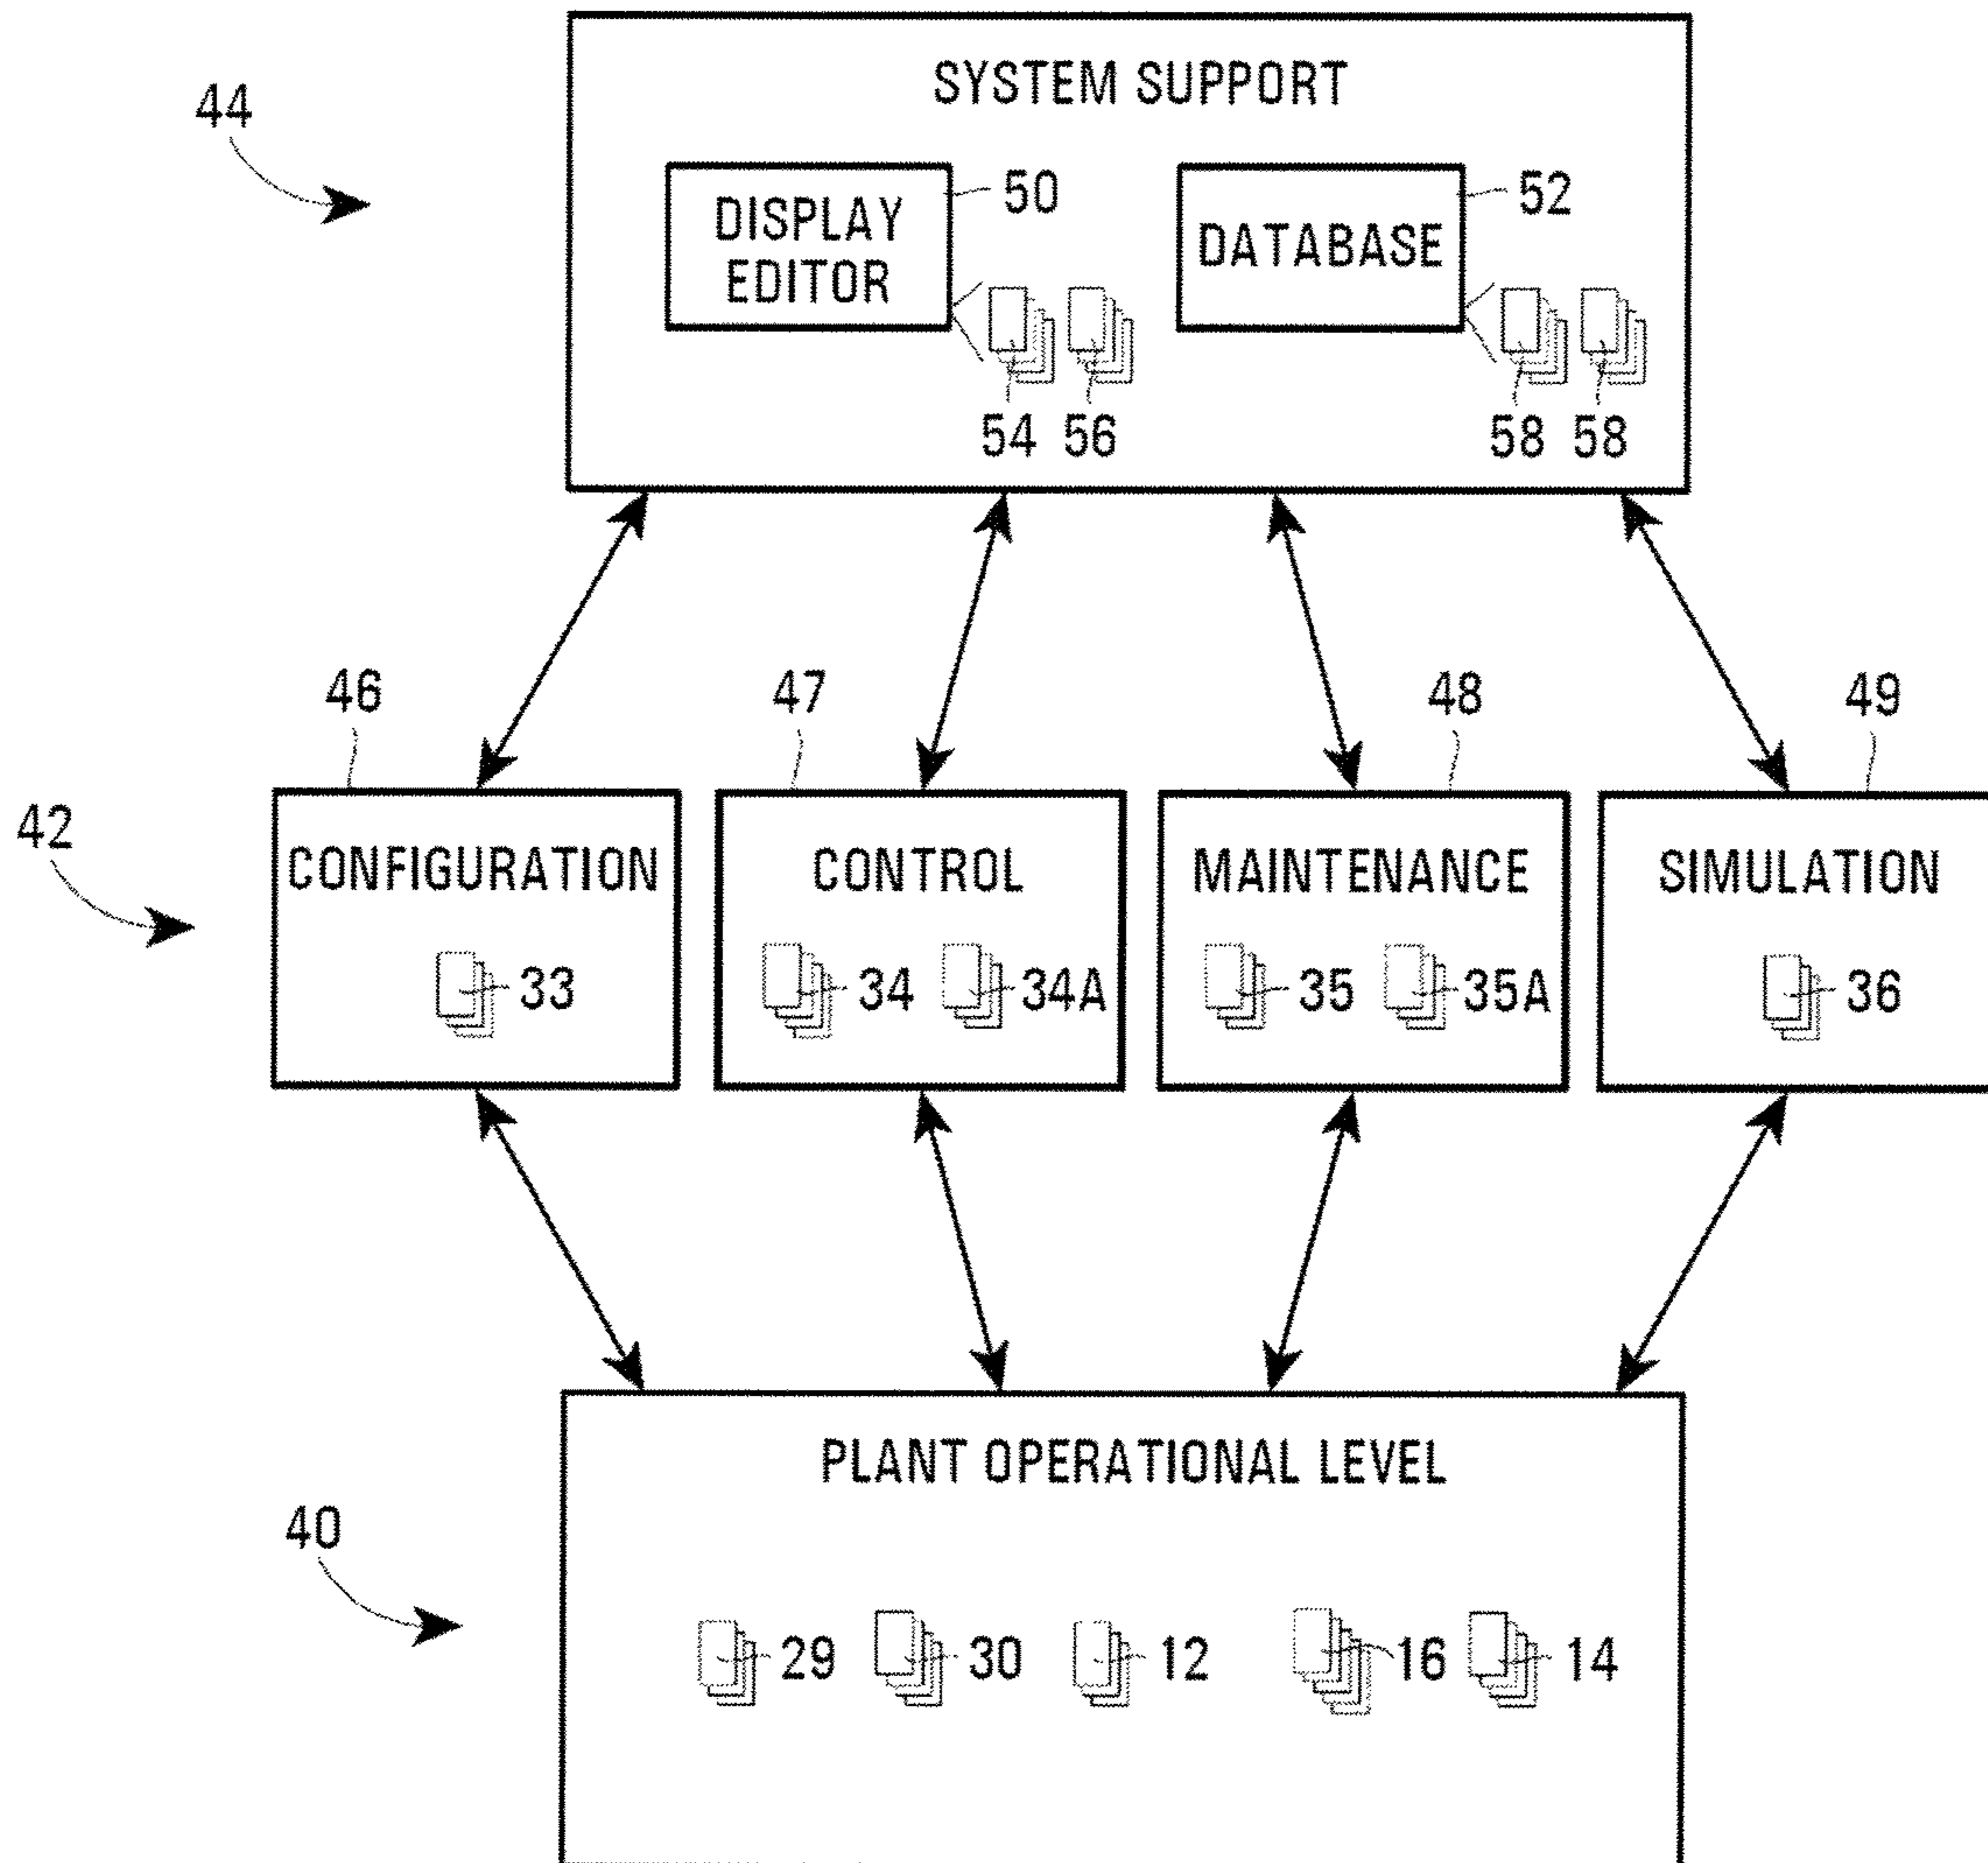 SYSTEM SUPPORT
44
DISPLAY
EDITOR
50
DATABASE
52
54 56
58 58
46
47
48
49
42
CONFIGURATION
33
CONTROL
34 34A
MAINTENANCE
35 35A
SIMULATION
36
PLANT OPERATIONAL LEVEL
40
29 30 12 16 14